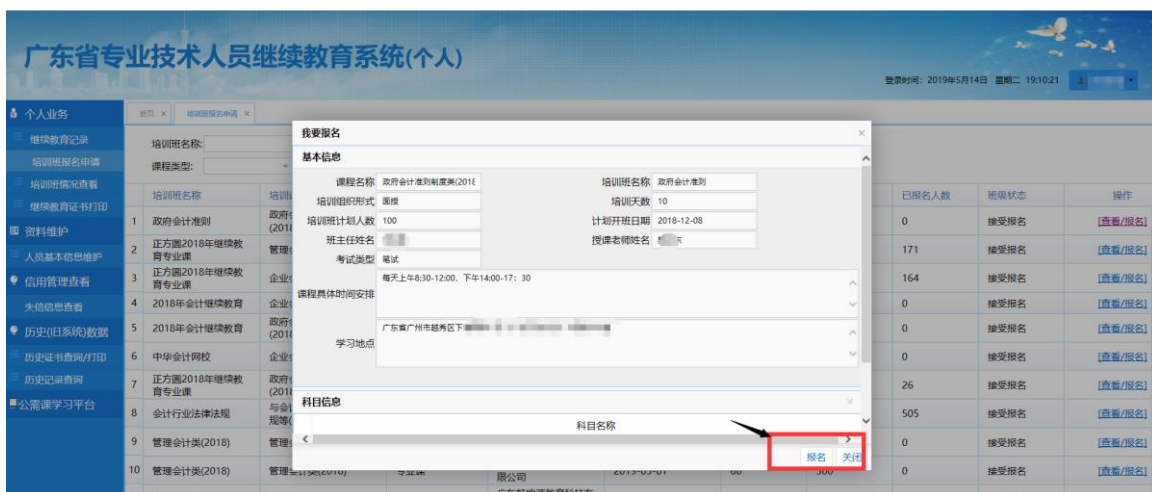 广东省专业技术人员继续教育系统(个人)
登录时间: 2019年5月14日 星期二 19:10:21
个人业务
继续教育记录
培训班报名申请
培训班情况查看
继续教育证书打印
资料维护
人员基本信息维护
信用管理查看
失信信息查看
历史(旧系统)数据
历史证书查询/打印
历史记录查询
公需课学习平台
首页 × 培训班报名申请 ×
培训班名称:
课程类型:
培训班名称 已报名人数 班级状态 操作
1 政府会计准则 0 接受报名 [查看/报名]
2 正方圆2018年继续教育专业课 171 接受报名 [查看/报名]
3 正方圆2018年继续教育专业课 164 接受报名 [查看/报名]
4 2018年会计继续教育 0 接受报名 [查看/报名]
5 2018年会计继续教育 0 接受报名 [查看/报名]
6 中华会计网校 0 接受报名 [查看/报名]
7 正方圆2018年继续教育专业课 26 接受报名 [查看/报名]
8 会计行业法律法规 505 接受报名 [查看/报名]
9 管理会计类(2018) 0 接受报名 [查看/报名]
10 管理会计类(2018) 限公司 0 接受报名 [查看/报名]
我要报名 ×
基本信息
课程名称 政府会计准则制度类(2018 培训班名称 政府会计准则
培训组织形式 面授 培训天数 10
培训班计划人数 100 计划开班日期 2018-12-08
班主任姓名 授课老师姓名
考试类型 笔试
课程具体时间安排 每天上午8:30-12:00、下午14:00-17：30
学习地点 广东省广州市越秀区下
科目信息
科目名称
报名 关闭